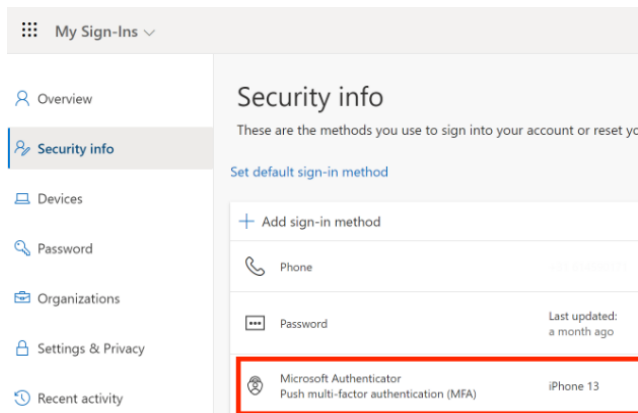 My Sign-Ins
Overview
Security info
Devices
Password
Organizations
Settings & Privacy
Recent activity
Security info
These are the methods you use to sign into your account or reset
Set default sign-in method
+ Add sign-in method
Phone
Password
Last updated:
a month ago
Microsoft Authenticator
Push multi-factor authentication (MFA)
iPhone 13